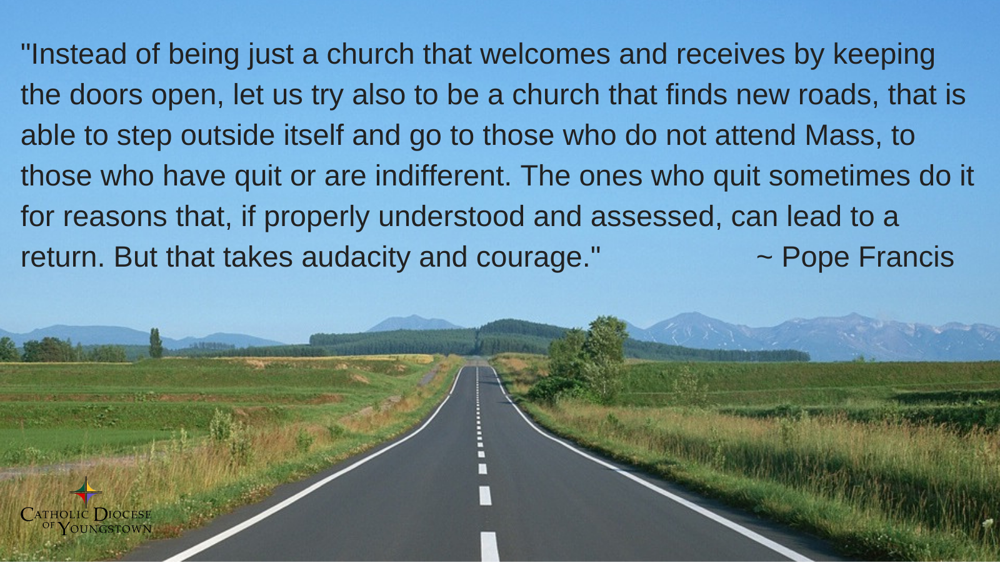 "Instead of being just a church that welcomes and receives by keeping
the doors open, let us try also to be a church that finds new roads, that is
able to step outside itself and go to those who do not attend Mass, to
those who have quit or are indifferent. The ones who quit sometimes do it
for reasons that, if properly understood and assessed, can lead to a
return. But that takes audacity and courage." ~ Pope Francis
CATHOLIC DIOCESE
OF YOUNGSTOWN